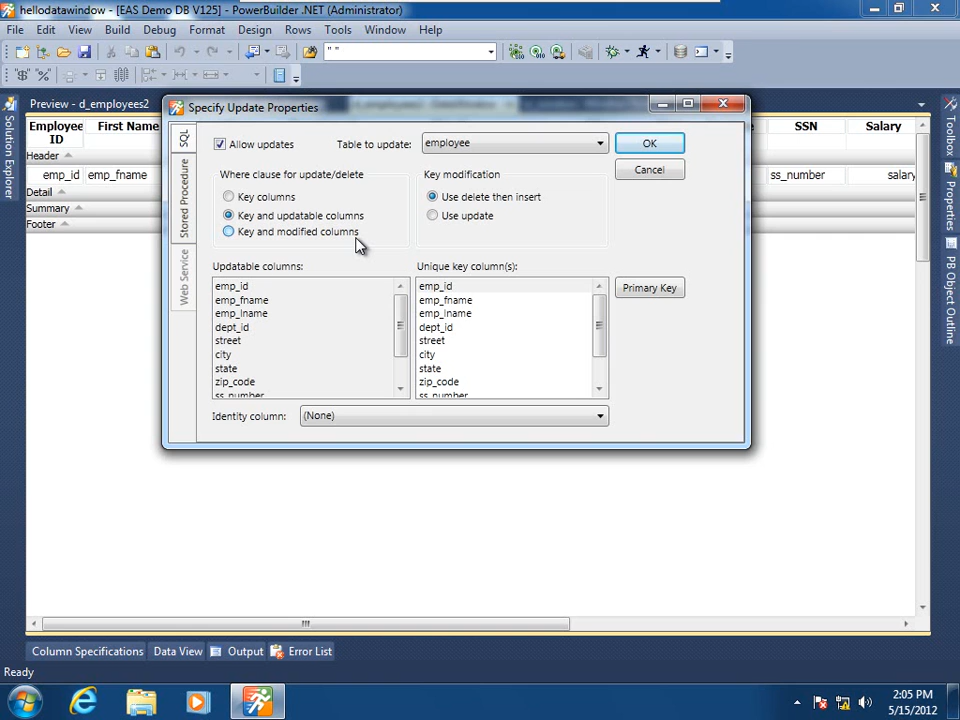 hellodatawindow - [EAS Demo DB V125] - PowerBuilder .NET (Administrator)
File Edit View Build Debug Format Design Rows Tools Window Help
" "
Preview - d_employees2
Specify Update Properties
Solution Explorer
Toolbox
Properties
PB Object Outline
Employee ID First Name SSN Salary
Header
emp_id emp_fname ss_number salary
Detail
Summary
Footer
SQL
Stored Procedure
Web Service
Allow updates Table to update: employee OK
Cancel
Where clause for update/delete Key modification
Key columns Use delete then insert
Key and updatable columns Use update
Key and modified columns
Updatable columns: Unique key column(s):
emp_id emp_id Primary Key
emp_fname emp_fname
emp_lname emp_lname
dept_id dept_id
street street
city city
state state
zip_code zip_code
ss_number ss_number
Identity column: (None)
Column Specifications Data View Output Error List
Ready
2:05 PM
5/15/2012